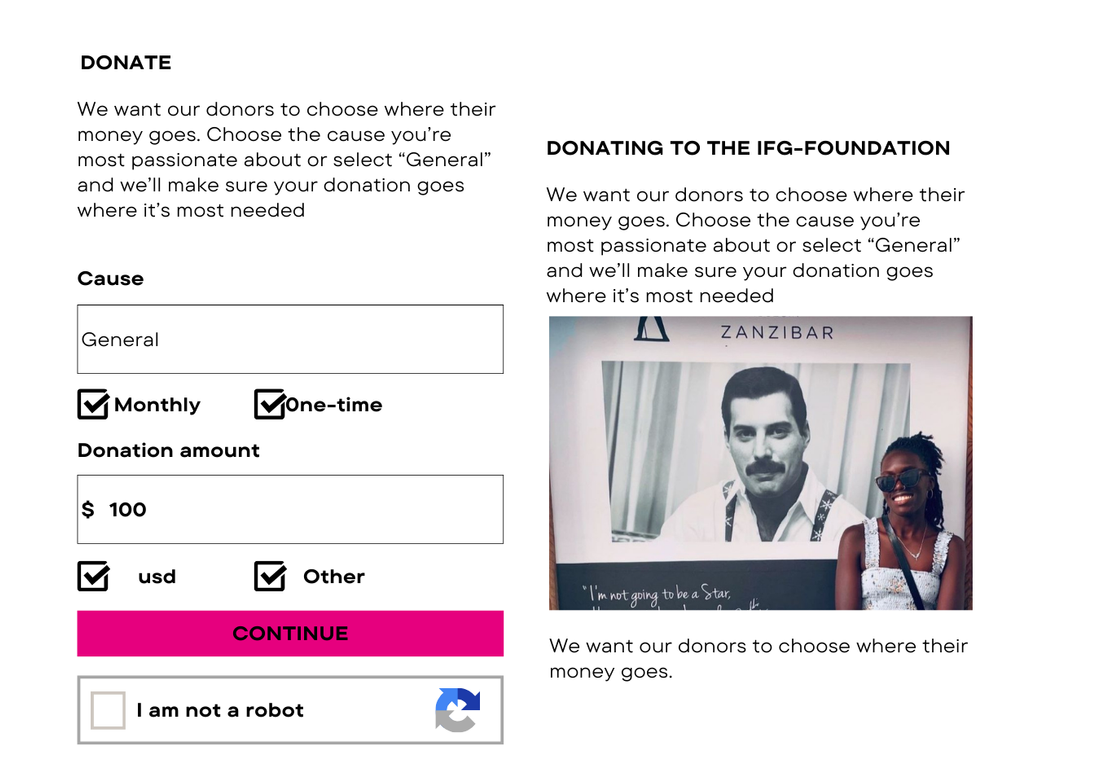 DONATE
We want our donors to choose where their
money goes. Choose the cause you’re
most passionate about or select “General”
and we’ll make sure your donation goes
where it’s most needed
Cause
General
Monthly
One-time
Donation amount
$ 100
usd
Other
CONTINUE
I am not a robot
DONATING TO THE IFG-FOUNDATION
We want our donors to choose where their
money goes. Choose the cause you’re
most passionate about or select “General”
and we’ll make sure your donation goes
where it’s most needed
ZANZIBAR
"I'm not going to be a Star,
We want our donors to choose where their
money goes.